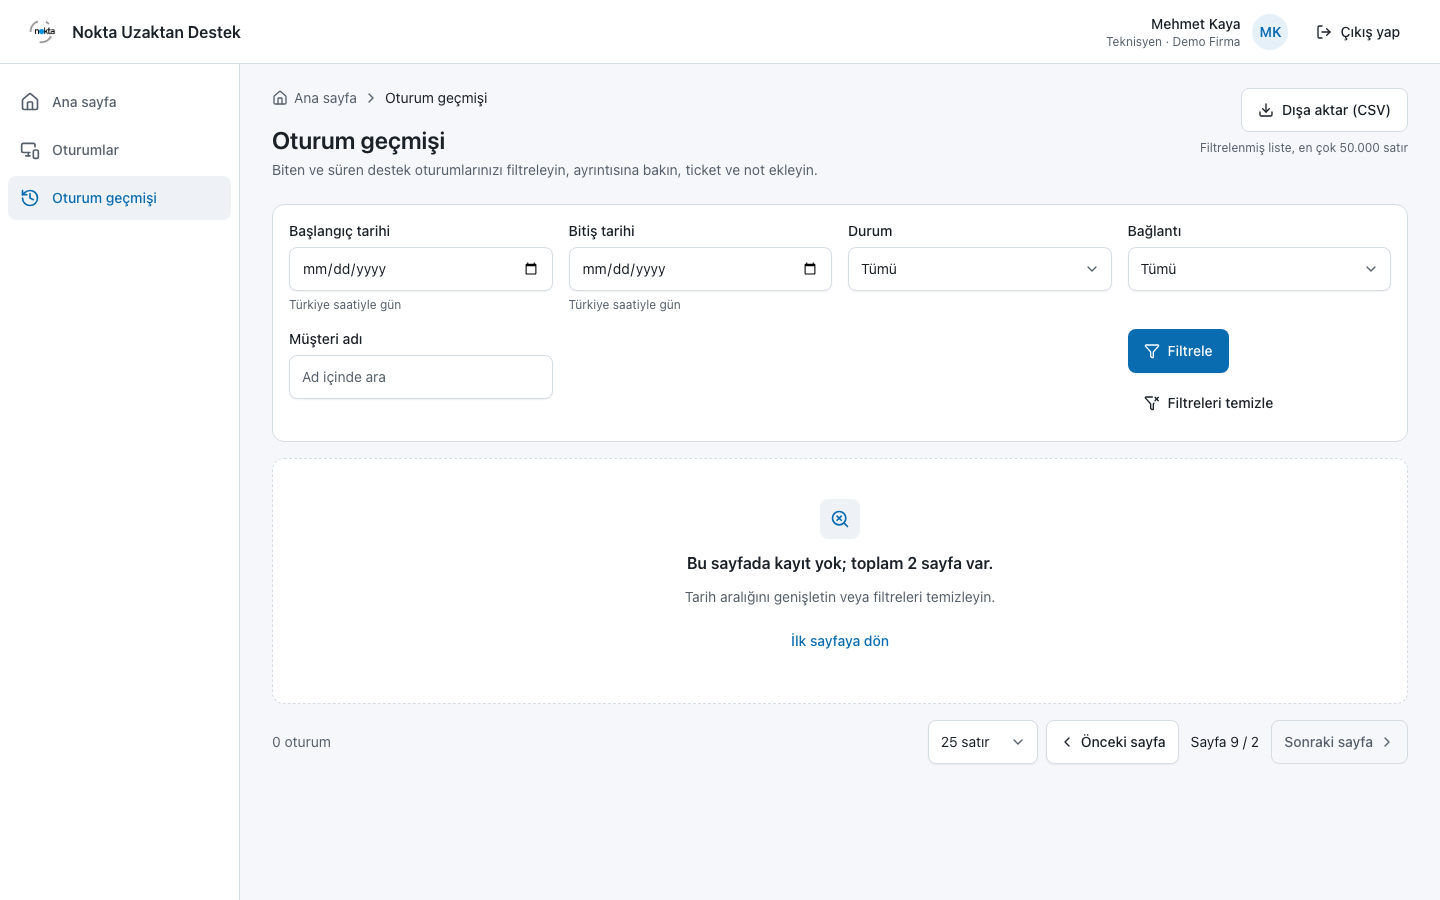 nokta
Nokta Uzaktan Destek
Mehmet Kaya
Teknisyen · Demo Firma
MK
Çıkış yap
Ana sayfa
Oturumlar
Oturum geçmişi
Ana sayfa > Oturum geçmişi
Dışa aktar (CSV)
Filtrelenmiş liste, en çok 50.000 satır
Oturum geçmişi
Biten ve süren destek oturumlarınızı filtreleyin, ayrıntısına bakın, ticket ve not ekleyin.
Başlangıç tarihi
mm/dd/yyyy
Türkiye saatiyle gün
Bitiş tarihi
mm/dd/yyyy
Türkiye saatiyle gün
Durum
Tümü
Bağlantı
Tümü
Müşteri adı
Ad içinde ara
Filtrele
Filtreleri temizle
Bu sayfada kayıt yok; toplam 2 sayfa var.
Tarih aralığını genişletin veya filtreleri temizleyin.
İlk sayfaya dön
0 oturum
25 satır
Önceki sayfa
Sayfa 9 / 2
Sonraki sayfa